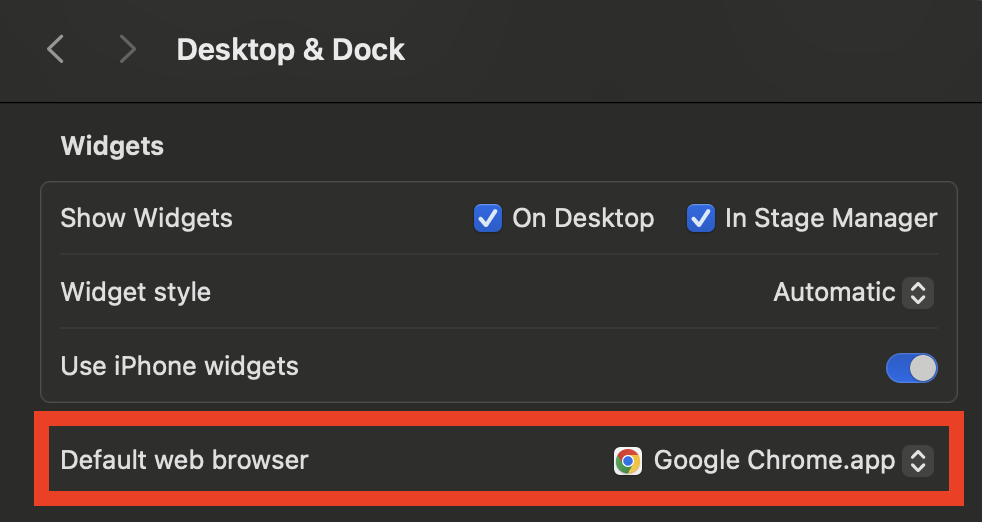 Desktop & Dock
Widgets
Show Widgets On Desktop In Stage Manager
Widget style Automatic
Use iPhone widgets
Default web browser Google Chrome.app